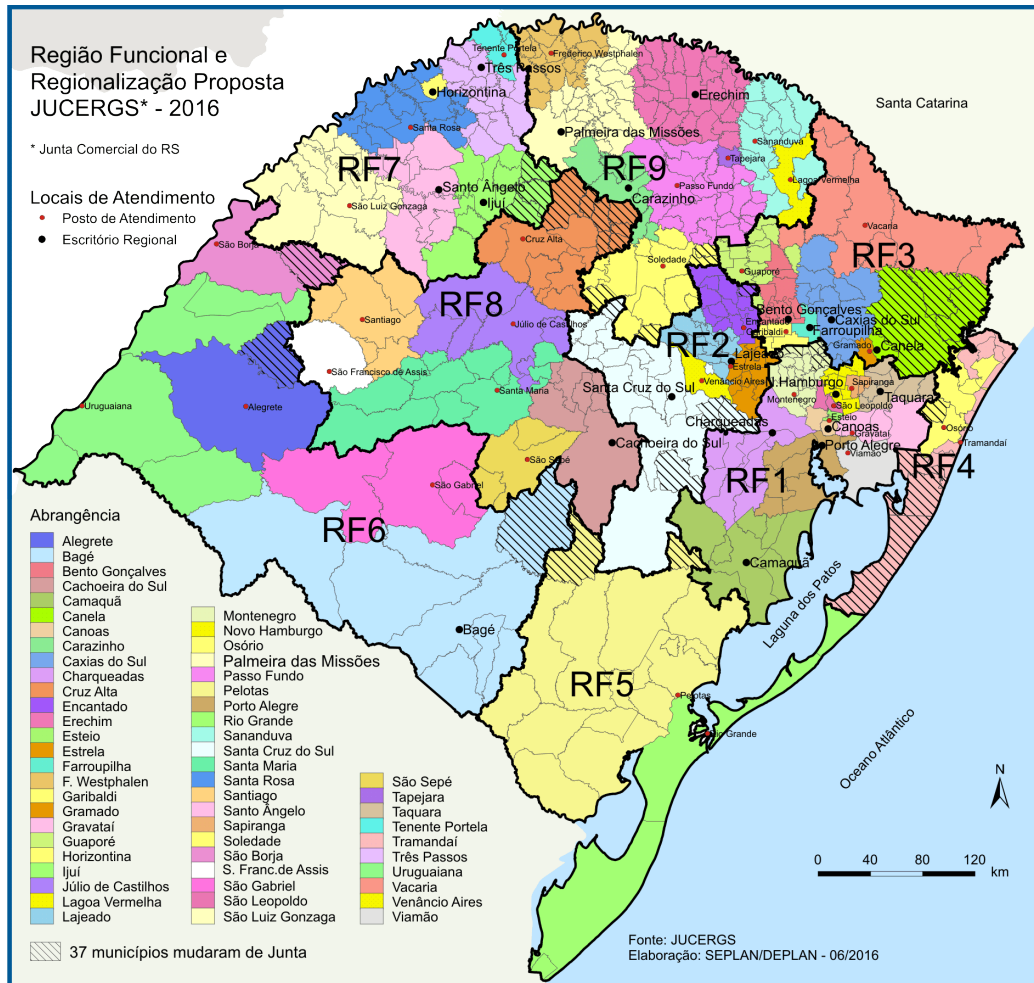 Região Funcional e
Regionalização Proposta
JUCERGS* - 2016
* Junta Comercial do RS
Locais de Atendimento
Posto de Atendimento
Escritório Regional
Santa Catarina
Tenente Portela
Frederico Westphalen
Três Passos
Horizontina
Erechim
Santa Rosa
Palmeira das Missões
Sananduva
Tapejara
RF7
RF9
Lagoa Vermelha
Santo Ângelo
Passo Fundo
Ijuí
Carazinho
São Luiz Gonzaga
Vacaria
São Borja
Cruz Alta
RF3
Soledade
Guaporé
RF8
Santiago
Júlio de Castilhos
Bento Gonçalves
Encantado
Caxias do Sul
Garibaldi
Farroupilha
RF2
Gramado
Canela
Lajeado
Estrela
São Francisco de Assis
Santa Maria
Santa Cruz do Sul
Venâncio Aires
N.Hamburgo
Sapiranga
Montenegro
Taquara
Uruguaiana
Alegrete
São Leopoldo
Esteio
Charqueadas
Canoas
Gravataí
Osório
Cachoeira do Sul
Porto Alegre
Tramandaí
Viamão
São Sepé
RF4
São Gabriel
RF1
RF6
Camaquã
Laguna dos Patos
Bagé
RF5
Pelotas
Rio Grande
Oceano Atlântico
Abrangência
Alegrete
Bagé
Bento Gonçalves
Cachoeira do Sul
Camaquã
Canela
Canoas
Carazinho
Caxias do Sul
Charqueadas
Cruz Alta
Encantado
Erechim
Esteio
Estrela
Farroupilha
F. Westphalen
Garibaldi
Gramado
Gravataí
Guaporé
Horizontina
Ijuí
Júlio de Castilhos
Lagoa Vermelha
Lajeado
Montenegro
Novo Hamburgo
Osório
Palmeira das Missões
Passo Fundo
Pelotas
Porto Alegre
Rio Grande
Sananduva
Santa Cruz do Sul
Santa Maria
Santa Rosa
Santiago
Santo Ângelo
Sapiranga
Soledade
São Borja
S. Franc.de Assis
São Gabriel
São Leopoldo
São Luiz Gonzaga
São Sepé
Tapejara
Taquara
Tenente Portela
Tramandaí
Três Passos
Uruguaiana
Vacaria
Venâncio Aires
Viamão
37 municípios mudaram de Junta
N
0 40 80 120
km
Fonte: JUCERGS
Elaboração: SEPLAN/DEPLAN - 06/2016